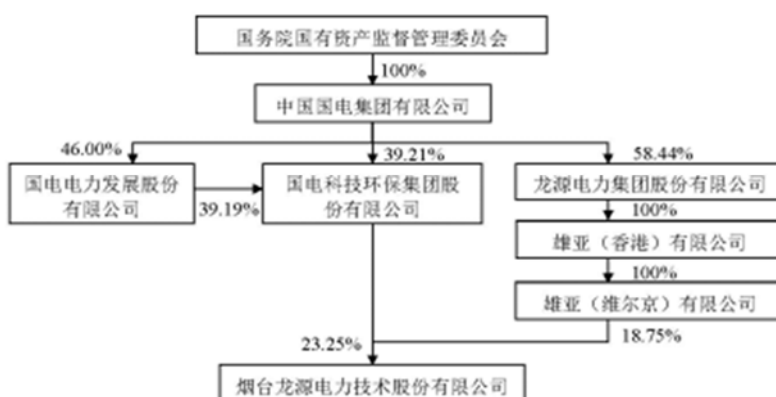 国务院国有资产监督管理委员会
100%
中国国电集团有限公司
46.00%
39.21%
58.44%
国电电力发展股份
有限公司
39.19%
国电科技环保集团股
份有限公司
龙源电力集团股份有限公司
100%
雄亚（香港）有限公司
100%
雄亚（维尔京）有限公司
23.25%
18.75%
烟台龙源电力技术股份有限公司